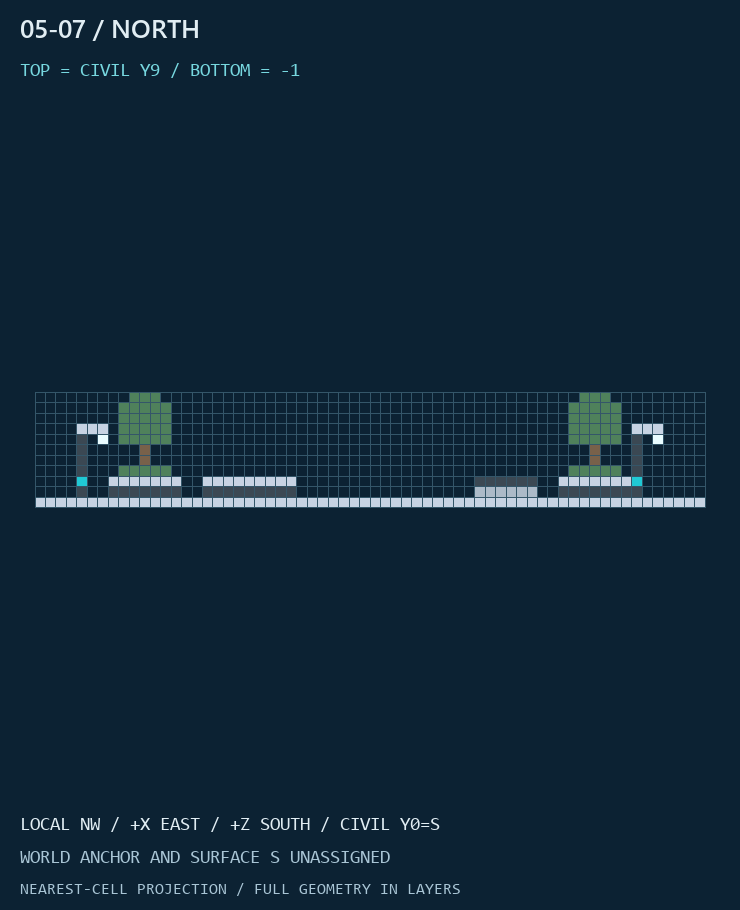 05-07 / NORTH
TOP = CIVIL Y9 / BOTTOM = -1
LOCAL NW / +X EAST / +Z SOUTH / CIVIL Y0=S
WORLD ANCHOR AND SURFACE S UNASSIGNED
NEAREST-CELL PROJECTION / FULL GEOMETRY IN LAYERS